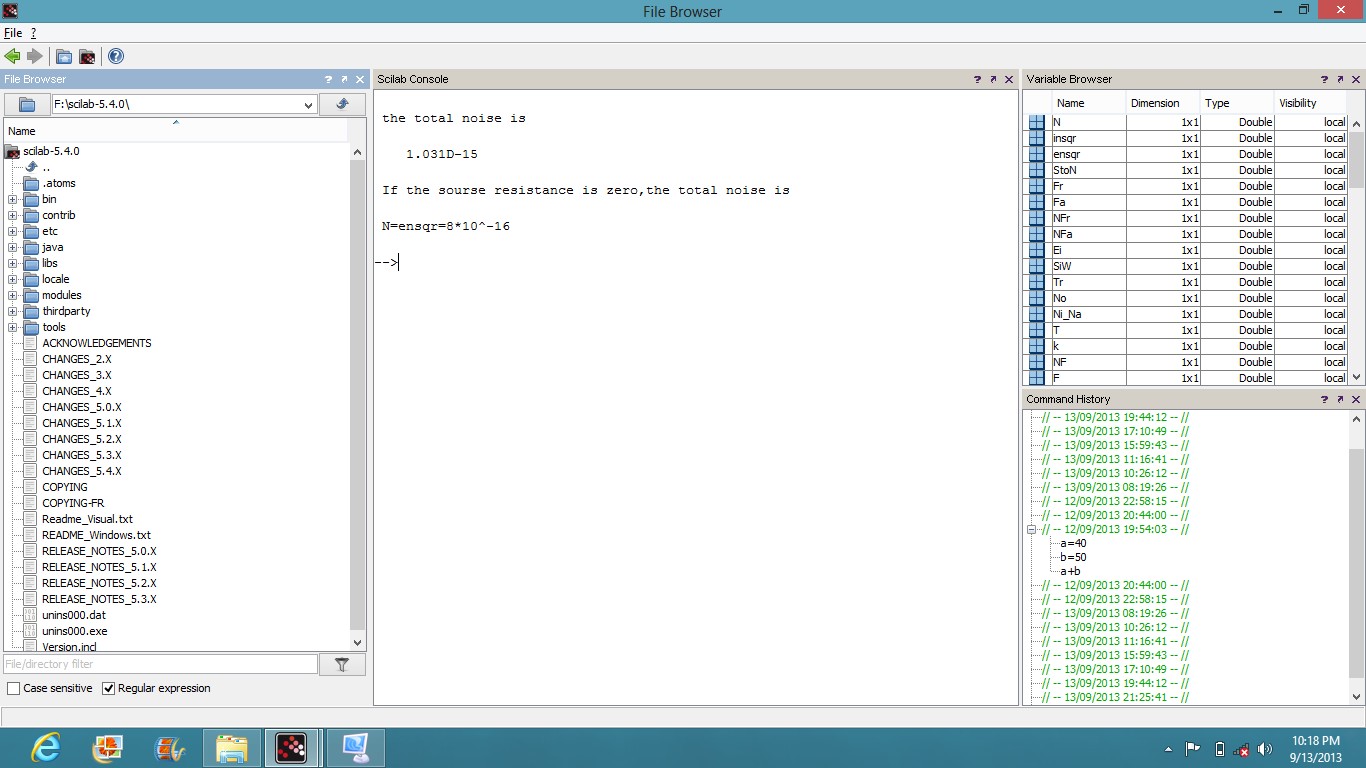 File Browser
File ?
File Browser
F:\scilab-5.4.0\
Name
scilab-5.4.0
..
.atoms
bin
contrib
etc
java
libs
locale
modules
thirdparty
tools
ACKNOWLEDGEMENTS
CHANGES_2.X
CHANGES_3.X
CHANGES_4.X
CHANGES_5.0.X
CHANGES_5.1.X
CHANGES_5.2.X
CHANGES_5.3.X
CHANGES_5.4.X
COPYING
COPYING-FR
Readme_Visual.txt
README_Windows.txt
RELEASE_NOTES_5.0.X
RELEASE_NOTES_5.1.X
RELEASE_NOTES_5.2.X
RELEASE_NOTES_5.3.X
unins000.dat
unins000.exe
Version.incl
File/directory filter
Case sensitive Regular expression
Scilab Console
the total noise is
1.031D-15
If the sourse resistance is zero,the total noise is
N=ensqr=8*10^-16
-->
Variable Browser
Name Dimension Type Visibility
N 1x1 Double local
insqr 1x1 Double local
ensqr 1x1 Double local
StoN 1x1 Double local
Fr 1x1 Double local
Fa 1x1 Double local
NFr 1x1 Double local
NFa 1x1 Double local
Ei 1x1 Double local
SiW 1x1 Double local
Tr 1x1 Double local
No 1x1 Double local
Ni_Na 1x1 Double local
T 1x1 Double local
k 1x1 Double local
NF 1x1 Double local
F 1x1 Double local
Command History
// -- 13/09/2013 19:44:12 -- //
// -- 13/09/2013 17:10:49 -- //
// -- 13/09/2013 15:59:43 -- //
// -- 13/09/2013 11:16:41 -- //
// -- 13/09/2013 10:26:12 -- //
// -- 13/09/2013 08:19:26 -- //
// -- 12/09/2013 22:58:15 -- //
// -- 12/09/2013 20:44:00 -- //
// -- 12/09/2013 19:54:03 -- //
a=40
b=50
a+b
// -- 12/09/2013 20:44:00 -- //
// -- 12/09/2013 22:58:15 -- //
// -- 13/09/2013 08:19:26 -- //
// -- 13/09/2013 10:26:12 -- //
// -- 13/09/2013 11:16:41 -- //
// -- 13/09/2013 15:59:43 -- //
// -- 13/09/2013 17:10:49 -- //
// -- 13/09/2013 19:44:12 -- //
// -- 13/09/2013 21:25:41 -- //
10:18 PM
9/13/2013